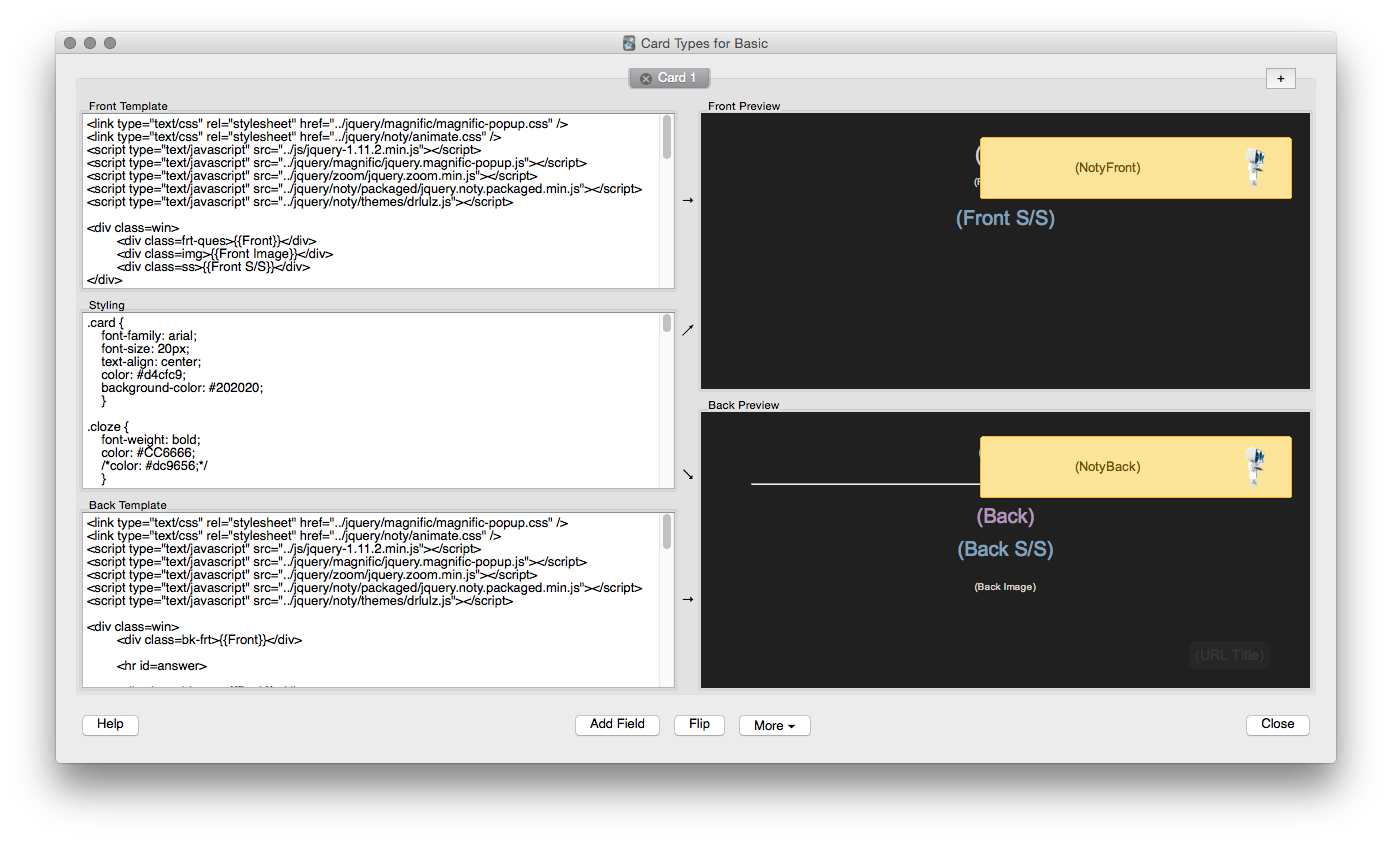 Card Types for Basic
Card 1
+
Front Template
<link type="text/css" rel="stylesheet" href="../jquery/magnific/magnific-popup.css" />
<link type="text/css" rel="stylesheet" href="../jquery/noty/animate.css" />
<script type="text/javascript" src="../js/jquery-1.11.2.min.js"></script>
<script type="text/javascript" src="../jquery/magnific/jquery.magnific-popup.js"></script>
<script type="text/javascript" src="../jquery/zoom/jquery.zoom.min.js"></script>
<script type="text/javascript" src="../jquery/noty/packaged/jquery.noty.packaged.min.js"></script>
<script type="text/javascript" src="../jquery/noty/themes/drlulz.js"></script>
<div class=win>
<div class=frt-ques>{{Front}}</div>
<div class=img>{{Front Image}}</div>
<div class=ss>{{Front S/S}}</div>
</div>
Styling
.card {
font-family: arial;
font-size: 20px;
text-align: center;
color: #d4cfc9;
background-color: #202020;
}
.cloze {
font-weight: bold;
color: #CC6666;
/*color: #dc9656;*/
}
Back Template
<link type="text/css" rel="stylesheet" href="../jquery/magnific/magnific-popup.css" />
<link type="text/css" rel="stylesheet" href="../jquery/noty/animate.css" />
<script type="text/javascript" src="../js/jquery-1.11.2.min.js"></script>
<script type="text/javascript" src="../jquery/magnific/jquery.magnific-popup.js"></script>
<script type="text/javascript" src="../jquery/zoom/jquery.zoom.min.js"></script>
<script type="text/javascript" src="../jquery/noty/packaged/jquery.noty.packaged.min.js"></script>
<script type="text/javascript" src="../jquery/noty/themes/drlulz.js"></script>
<div class=win>
<div class=bk-frt>{{Front}}</div>
<hr id=answer>
Front Preview
(NotyFront)
(Front S/S)
Back Preview
(NotyBack)
(Back)
(Back S/S)
(Back Image)
(URL Title)
Help
Add Field
Flip
More
Close